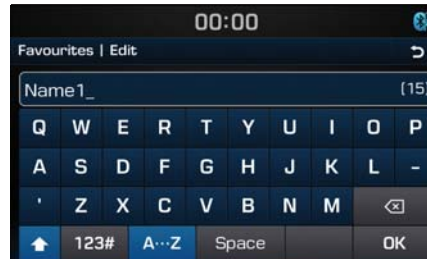 00:00
Favourites | Edit
Name1_ (15)
Q W E R T Y U I O P
A S D F G H J K L -
' Z X C V B N M
123# A···Z Space OK